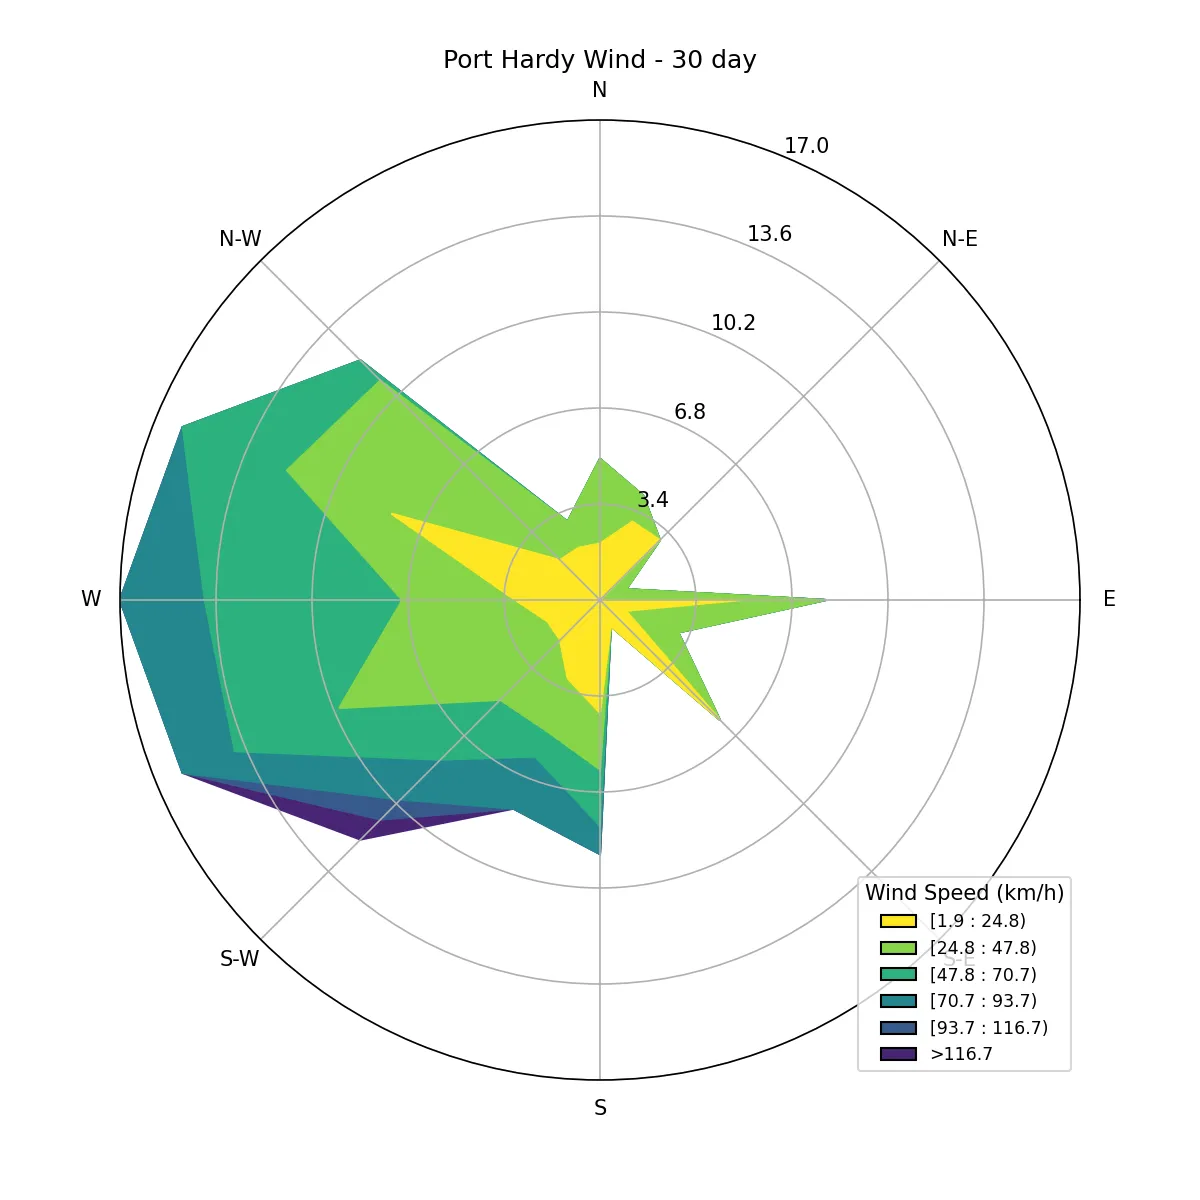 Port Hardy Wind - 30 day
N
17.0
13.6
N-W
N-E
10.2
6.8
3.4
W
E
Wind Speed (km/h)
[1.9 : 24.8)
[24.8 : 47.8)
S-W
S-E
[47.8 : 70.7)
[70.7 : 93.7)
[93.7 : 116.7)
>116.7
S